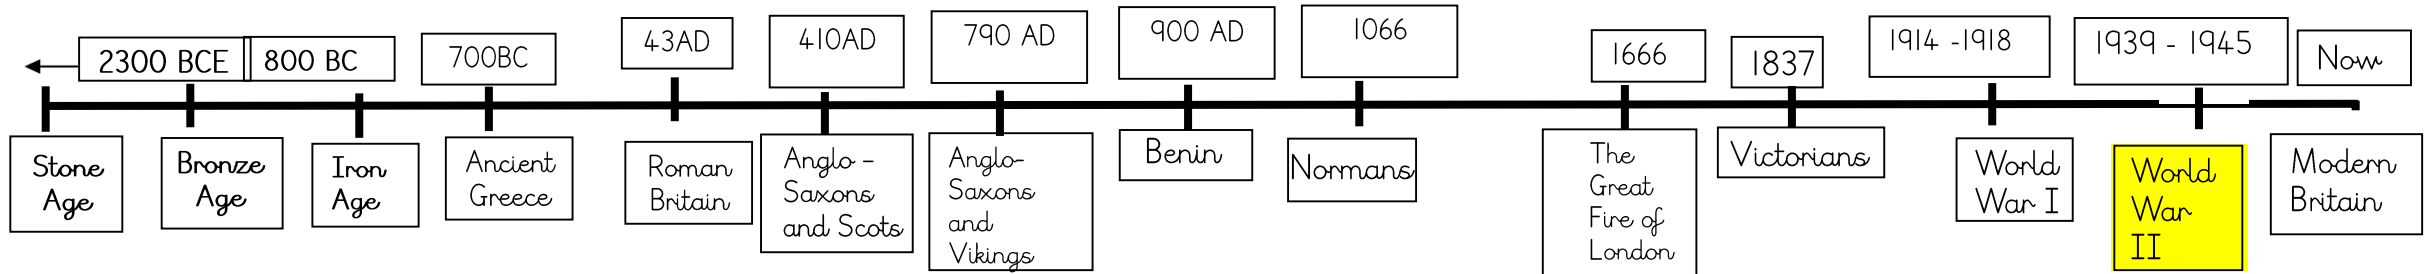 2300 BCE
800 BC
700BC
43AD
410AD
790 AD
900 AD
1066
1666
1837
1914 -1918
1939 - 1945
Now
Stone
Age
Bronze
Age
Iron
Age
Ancient
Greece
Roman
Britain
Anglo -
Saxons
and Scots
Anglo-
Saxons
and
Vikings
Benin
Normans
The
Great
Fire of
London
Victorians
World
War I
World
War
II
Modern
Britain